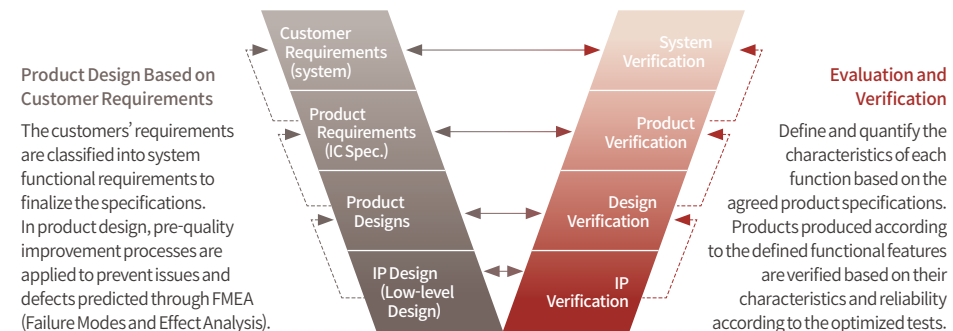 Product Design Based on
Customer Requirements
The customers’ requirements
are classified into system
functional requirements to
finalize the specifications.
In product design, pre-quality
improvement processes are
applied to prevent issues and
defects predicted through FMEA
(Failure Modes and Effect Analysis).
Customer
Requirements
(system)
Product
Requirements
(IC Spec.)
Product
Designs
IP Design
(Low-level
Design)
System
Verification
Product
Verification
Design
Verification
IP
Verification
Evaluation and
Verification
Define and quantify the
characteristics of each
function based on the
agreed product specifications.
Products produced according
to the defined functional features
are verified based on their
characteristics and reliability
according to the optimized tests.